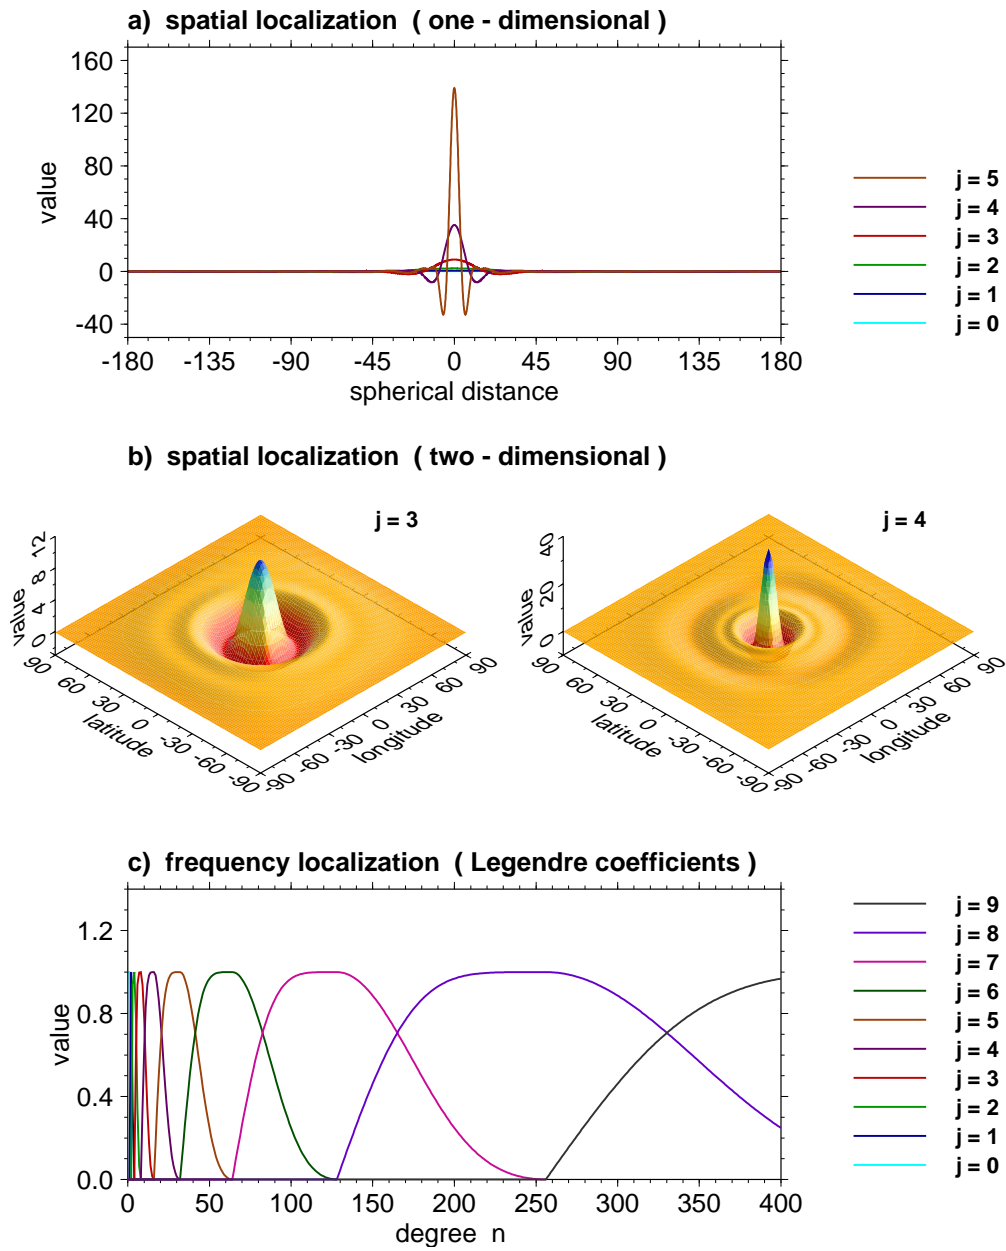 a) spatial localization ( one - dimensional )
160
120
80
40
0
-40
value
-180 -135 -90 -45 0 45 90 135 180
spherical distance
j = 5
j = 4
j = 3
j = 2
j = 1
j = 0
b) spatial localization ( two - dimensional )
j = 3
12
8
4
0
value
90 60 30 0 -30 -60 -90
latitude
-90 -60 -30 0 30 60 90
longitude
j = 4
40
20
0
value
90 60 30 0 -30 -60 -90
latitude
-90 -60 -30 0 30 60 90
longitude
c) frequency localization ( Legendre coefficients )
1.2
0.8
0.4
0.0
value
0 50 100 150 200 250 300 350 400
degree n
j = 9
j = 8
j = 7
j = 6
j = 5
j = 4
j = 3
j = 2
j = 1
j = 0